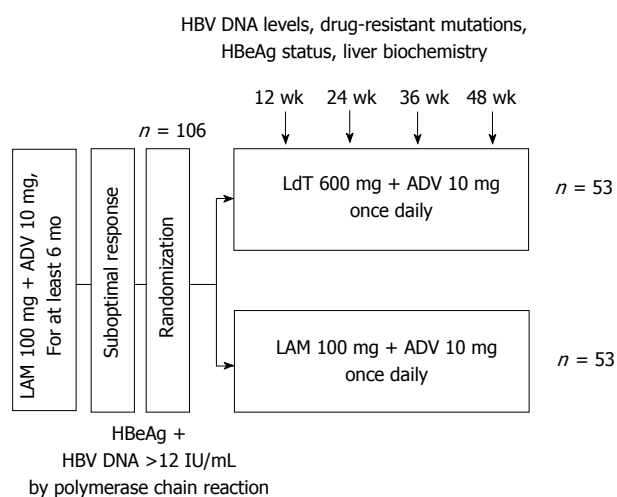 HBV DNA levels, drug-resistant mutations,
HBeAg status, liver biochemistry
12 wk 24 wk 36 wk 48 wk
n = 106
LAM 100 mg + ADV 10 mg,
For at least 6 mo
Suboptimal response
Randomization
LdT 600 mg + ADV 10 mg
once daily
n = 53
LAM 100 mg + ADV 10 mg
once daily
n = 53
HBeAg +
HBV DNA >12 IU/mL
by polymerase chain reaction